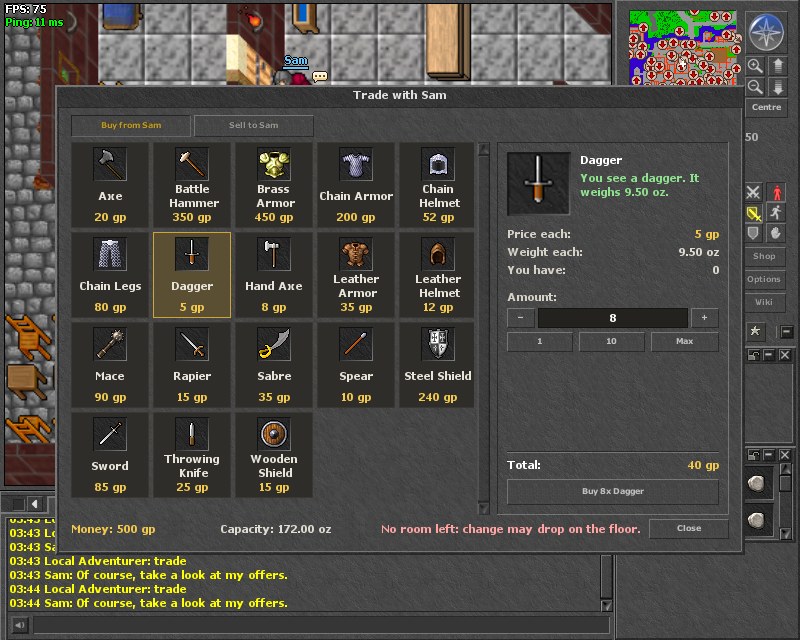 FPS: 75
Ping: 11 ms
Sam
Centre
50
Trade with Sam
Buy from Sam
Sell to Sam
Axe
20 gp
Battle
Hammer
350 gp
Brass
Armor
450 gp
Chain Armor
200 gp
Chain
Helmet
52 gp
Chain Legs
80 gp
Dagger
5 gp
Hand Axe
8 gp
Leather
Armor
35 gp
Leather
Helmet
12 gp
Mace
90 gp
Rapier
15 gp
Sabre
35 gp
Spear
10 gp
Steel Shield
240 gp
Sword
85 gp
Throwing
Knife
25 gp
Wooden
Shield
15 gp
Dagger
You see a dagger. It
weighs 9.50 oz.
Price each: 5 gp
Weight each: 9.50 oz
You have: 0
Amount:
− 8 +
1 10 Max
Total: 40 gp
Buy 8x Dagger
Money: 500 gp
Capacity: 172.00 oz
No room left: change may drop on the floor.
Close
Shop
Options
Wiki
03:43
03:43
03:43
03:43 Local Adventurer: trade
03:43 Sam: Of course, take a look at my offers.
03:44 Local Adventurer: trade
03:44 Sam: Of course, take a look at my offers.